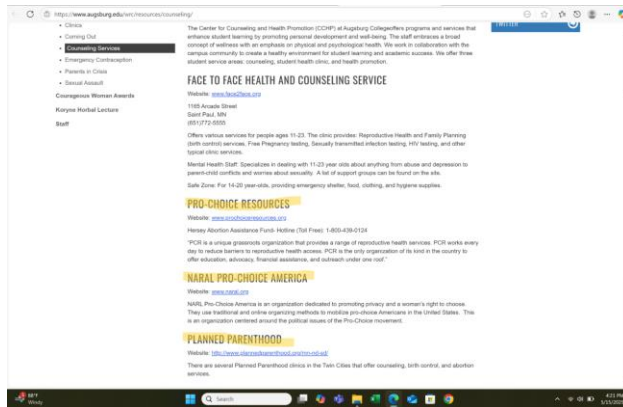 https://www.augsburg.edu/wrc/resources/counseling/
Clinics
Coming Out
Counseling Services
Emergency Contraception
Parents in Crisis
Sexual Assault
Courageous Woman Awards
Koryne Horbal Lecture
Staff
TWITTER
The Center for Counseling and Health Promotion (CCHP) at Augsburg Collegeoffers programs and services that
enhance student learning by promoting personal development and well-being. The staff embraces a broad
concept of wellness with an emphasis on physical and psychological health. We work in collaboration with the
campus community to create a healthy environment for student learning and academic success. We offer three
student service areas: counseling, student health clinic, and health promotion.
FACE TO FACE HEALTH AND COUNSELING SERVICE
Website: www.face2face.org
1165 Arcade Street
Saint Paul, MN
(651)772-5555
Offers various services for people ages 11-23. The clinic provides: Reproductive Health and Family Planning
(birth control) services, Free Pregnancy testing, Sexually transmitted infection testing, HIV testing, and other
typical clinic services.
Mental Health Staff: Specializes in dealing with 11-23 year olds about anything from abuse and depression to
parent-child conflicts and worries about sexuality. A list of support groups can be found on the site.
Safe Zone: For 14-20 year-olds, providing emergency shelter, food, clothing, and hygiene supplies.
PRO-CHOICE RESOURCES
Website: www.prochoiceresources.org
Hersey Abortion Assistance Fund- Hotline (Toll Free): 1-800-439-0124
"PCR is a unique grassroots organization that provides a range of reproductive health services. PCR works every
day to reduce barriers to reproductive health access. PCR is the only organization of its kind in the country to
offer education, advocacy, financial assistance, and outreach under one roof."
NARAL PRO-CHOICE AMERICA
Website: www.naral.org
NARL Pro-Choice America is an organization dedicated to promoting privacy and a women's right to choose.
They use traditional and online organizing methods to mobilize pro-choice Americans in the United States. This
is an organization centered around the political issues of the Pro-Choice movement.
PLANNED PARENTHOOD
Website: http://www.plannedparenthood.org/mn-nd-sd/
There are several Planned Parenthood clinics in the Twin Cities that offer counseling, birth control, and abortion
services.
Windy
Search
4:21 PM